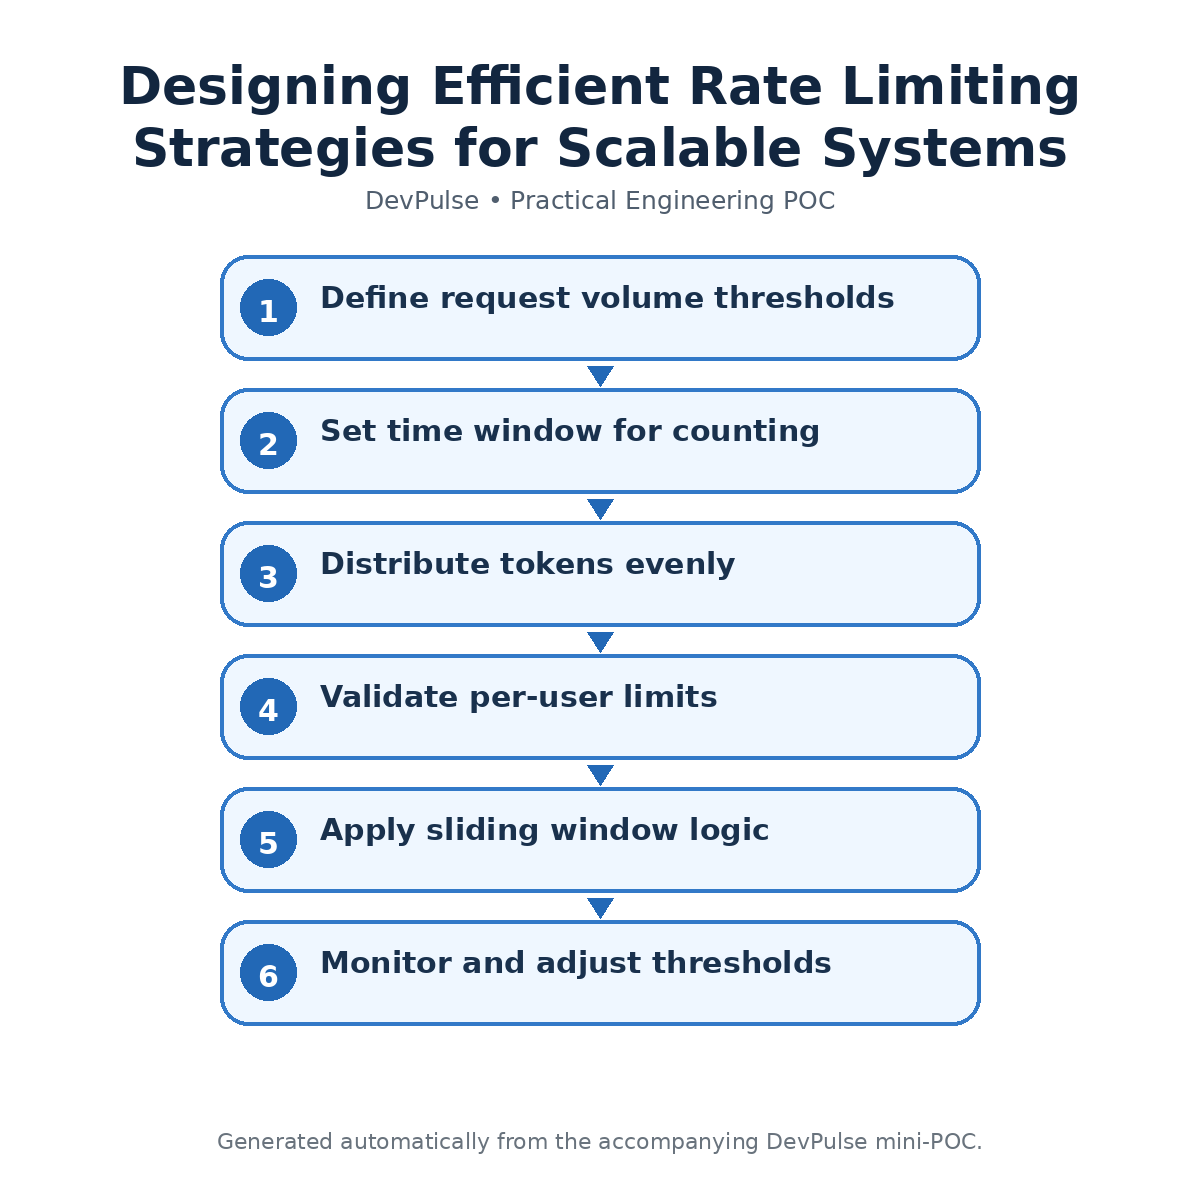 Designing Efficient Rate Limiting
Strategies for Scalable Systems
DevPulse • Practical Engineering POC
1 Define request volume thresholds
2 Set time window for counting
3 Distribute tokens evenly
4 Validate per-user limits
5 Apply sliding window logic
6 Monitor and adjust thresholds
Generated automatically from the accompanying DevPulse mini-POC.